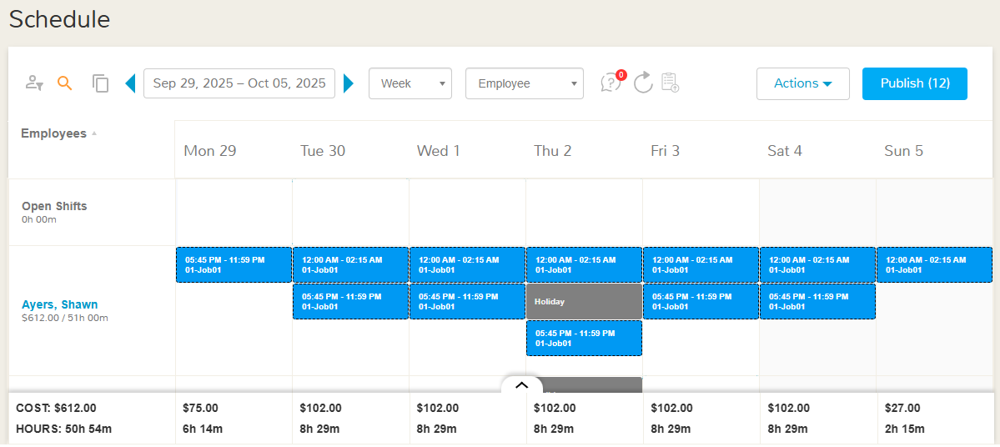 Schedule
Sep 29, 2025 – Oct 05, 2025
Week
Employee
?
0
Actions
Publish (12)
Employees
Mon 29
Tue 30
Wed 1
Thu 2
Fri 3
Sat 4
Sun 5
Open Shifts
0h 00m
Ayers, Shawn
$612.00 / 51h 00m
05:45 PM - 11:59 PM
01-Job01
12:00 AM - 02:15 AM
01-Job01
12:00 AM - 02:15 AM
01-Job01
12:00 AM - 02:15 AM
01-Job01
12:00 AM - 02:15 AM
01-Job01
12:00 AM - 02:15 AM
01-Job01
12:00 AM - 02:15 AM
01-Job01
05:45 PM - 11:59 PM
01-Job01
05:45 PM - 11:59 PM
01-Job01
Holiday
05:45 PM - 11:59 PM
01-Job01
05:45 PM - 11:59 PM
01-Job01
05:45 PM - 11:59 PM
01-Job01
COST: $612.00
$75.00
$102.00
$102.00
$102.00
$102.00
$102.00
$27.00
HOURS: 50h 54m
6h 14m
8h 29m
8h 29m
8h 29m
8h 29m
8h 29m
2h 15m